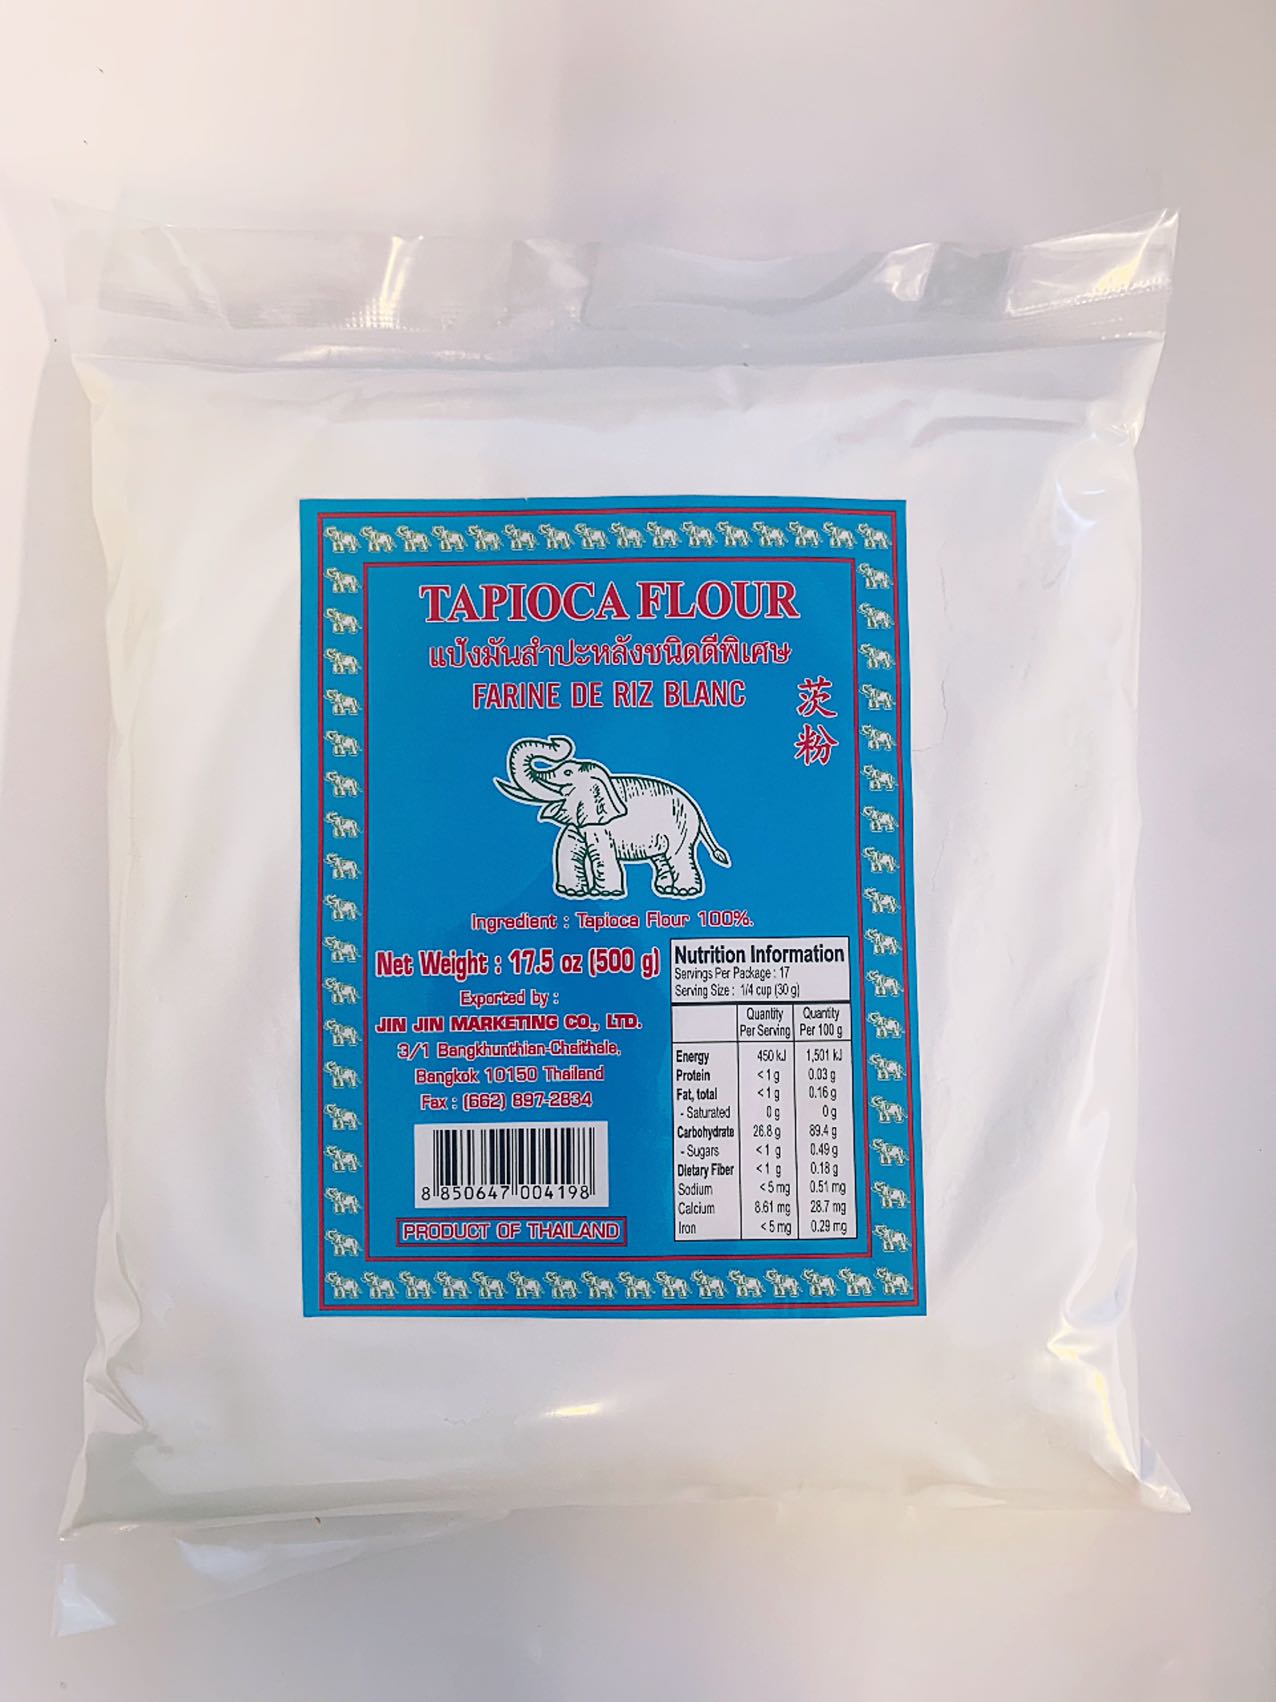 TAPIOCA FLOUR
แป้งมันสำปะหลังชนิดดีพิเศษ
FARINE DE RIZ BLANC
茨粉
Ingredient : Tapioca Flour 100%.
Net Weight : 17.5 oz (500 g)
Exported by :
JIN JIN MARKETING CO., LTD.
3/1 Bangkhunthian-Chaithale,
Bangkok 10150 Thailand
Fax : (662) 897-2834
8 850647 004198
PRODUCT OF THAILAND
Nutrition Information
Servings Per Package : 17
Serving Size : 1/4 cup (30 g)
Quantity Per Serving Quantity Per 100 g
Energy 450 kJ 1,501 kJ
Protein <1 g 0.03 g
Fat, total <1 g 0.16 g
- Saturated 0 g 0 g
Carbohydrate 26.8 g 89.4 g
- Sugars <1 g 0.49 g
Dietary Fiber <1 g 0.18 g
Sodium <5 mg 0.51 mg
Calcium 8.61 mg 28.7 mg
Iron <5 mg 0.29 mg